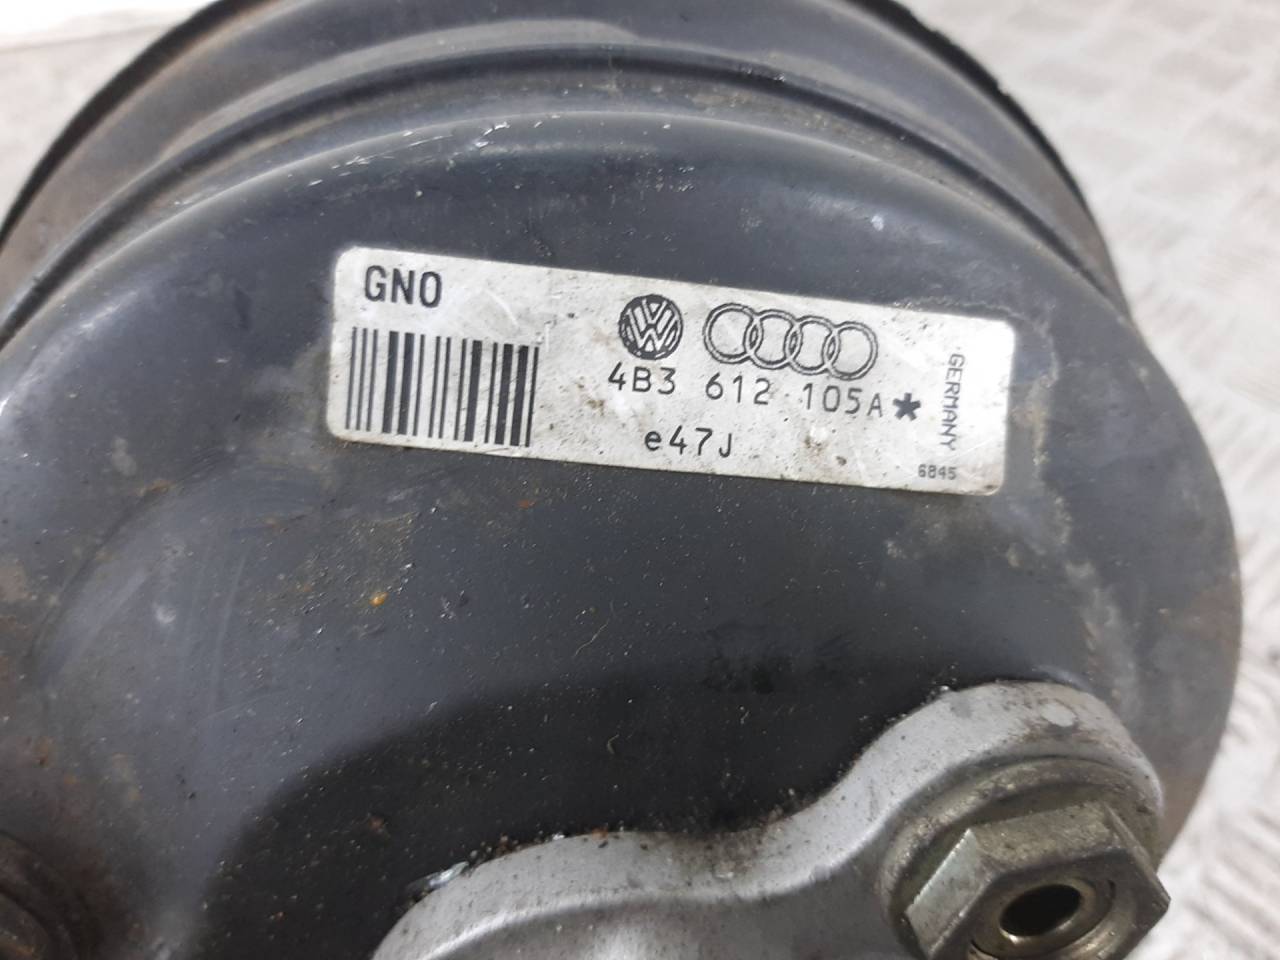 GNO
4B3 612 105A*
e47J
GERMANY
6845